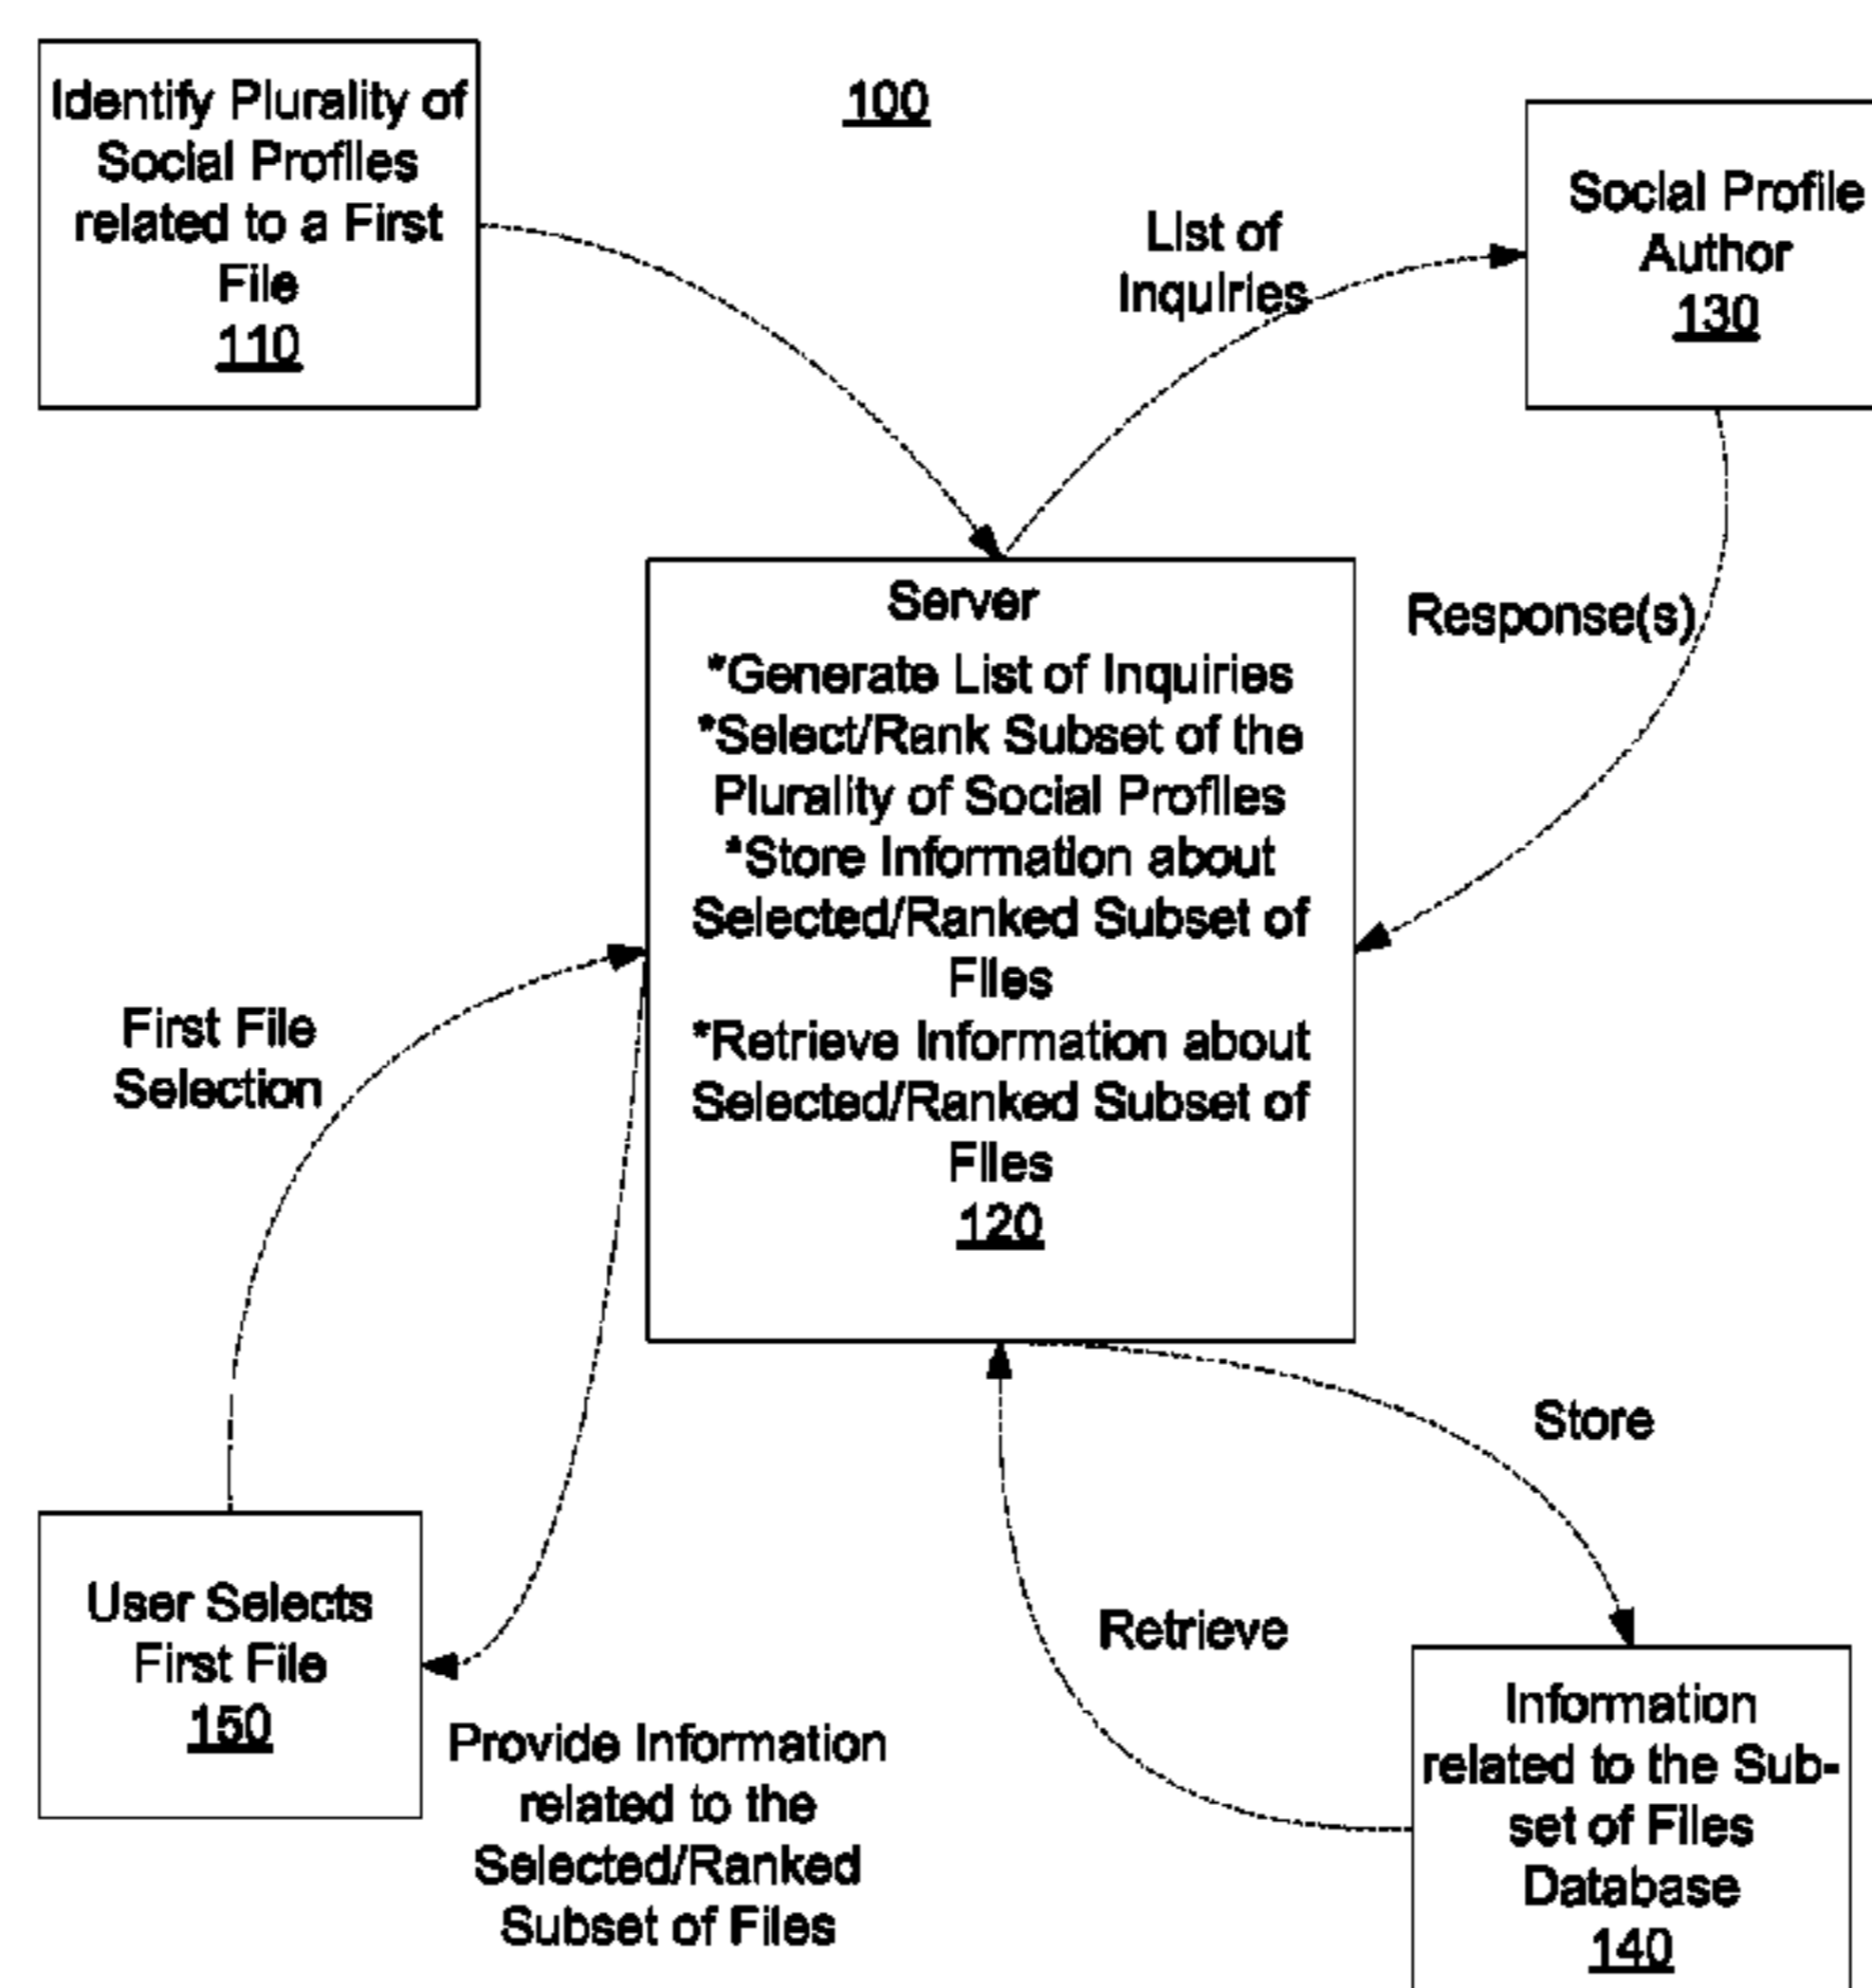 100
Identify Plurality of
Social Profiles
related to a First
File
110
List of
Inquiries
Social Profile
Author
130
Response(s)
Server
*Generate List of Inquiries
*Select/Rank Subset of the
Plurality of Social Profiles
*Store Information about
Selected/Ranked Subset of
Files
*Retrieve Information about
Selected/Ranked Subset of
Files
120
First File
Selection
User Selects
First File
150
Provide Information
related to the
Selected/Ranked
Subset of Files
Store
Retrieve
Information
related to the Sub-
set of Files
Database
140